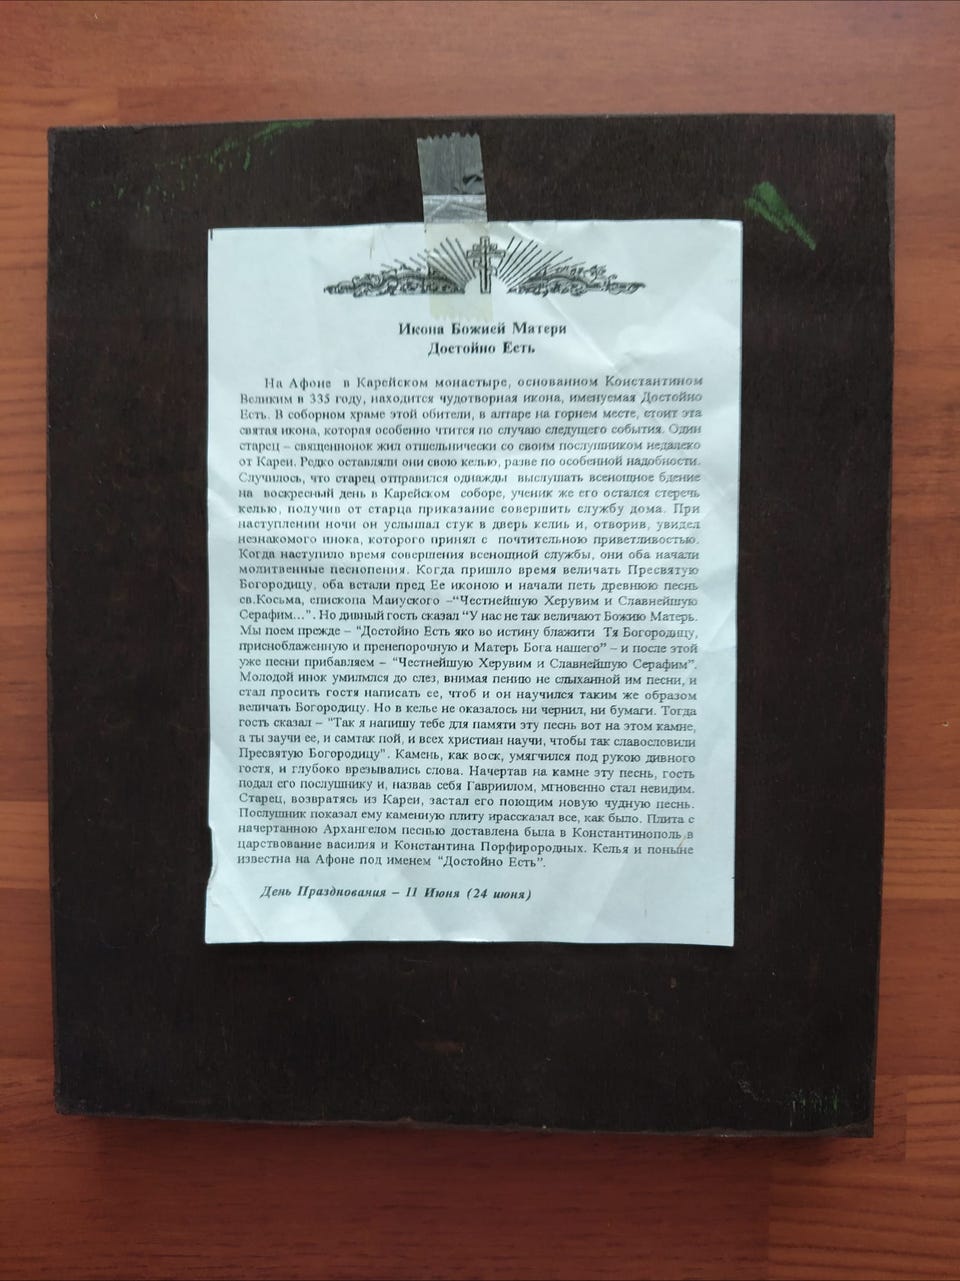 Икона Божией Матери
Достойно Есть
На Афоне в Карейском монастыре, основанном Константином
Великим в 335 году, находится чудотворная икона, именуемая Достойно
Есть. В соборном храме этой обители, в алтаре на горнем месте, стоит эта
святая икона, которая особенно чтится по случаю следующего события. Один
старец – священнонок жил отшельнически со своим послушником недалеко
от Кареи. Редко оставляли они свою келью, разве по особенной надобности.
Случилось, что старец отправился однажды выслушать всенощное бдение
на воскресный день в Карейском соборе, ученик же его остался стеречь
келью, получив от старца приказание совершить службу дома. При
наступлении ночи он услышал стук в дверь келии и, отворив, увидел
незнакомого инока, которого принял с почтительною приветливостью.
Когда наступило время совершения всенощной службы, они оба начали
молитвенные песнопения. Когда пришло время величать Пресвятую
Богородицу, оба встали пред Ее иконою и начали петь древнюю песнь
св.Косьма, епископа Маиуского –“Честнейшую Херувим и Славнейшую
Серафим...”. Но дивный гость сказал “У нас не так величают Божию Матерь.
Мы поем прежде – “Достойно Есть яко во истину блажити Тя Богородицу,
присноблаженную и пренепорочную и Матерь Бога нашего” – и после этой
уже песни прибавляем – “Честнейшую Херувим и Славнейшую Серафим”.
Молодой инок умилмлся до слез, внимая пению не слыханной им песни, и
стал просить гостя написать ее, чтоб и он научился таким же образом
величать Богородицу. Но в келье не оказалось ни чернил, ни бумаги. Тогда
гость сказал – “Так я напишу тебе для памяти эту песнь вот на этом камне,
а ты заучи ее, и самтак пой, и всех христиан научи, чтобы так славословили
Пресвятую Богородицу”. Камень, как воск, умягчился под рукою дивного
гостя, и глубоко врезывались слова. Начертав на камне эту песнь, гость
подал его послушнику и, назвав себя Гавриилом, мгновенно стал невидим.
Старец, возвратясь из Кареи, застал его поющим новую чудную песнь.
Послушник показал ему каменную плиту ирассказал все, как было. Плита с
начертанною Архангелом песнью доставлена была в Константинополь в
царствование василия и Константина Порфирородных. Келья и поныне
известна на Афоне под именем “Достойно Есть”.
День Празднования – 11 Июня (24 июня)